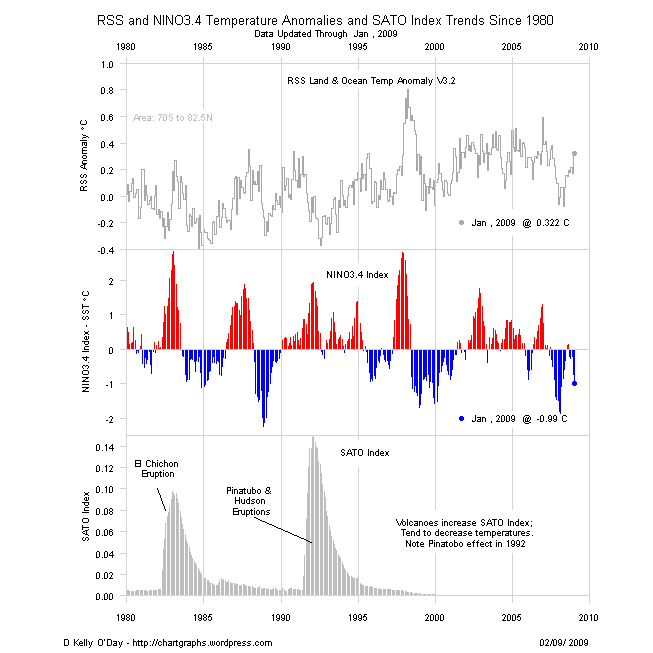 RSS and NINO3.4 Temperature Anomalies and SATO Index Trends Since 1980
Data Updated Through Jan , 2009
1980 1985 1990 1995 2000 2005 2010
RSS Anomaly °C
1.0
0.8
0.6
0.4
0.2
0.0
-0.2
-0.4
RSS Land & Ocean Temp Anomaly V3.2
Area: 70S to 82.5N
Jan , 2009 @ 0.322 C
NINO3.4 Index - SST °C
2
1
0
-1
-2
NINO3.4 Index
Jan , 2009 @ -0.99 C
SATO Index
0.14
0.12
0.10
0.08
0.06
0.04
0.02
0.00
SATO Index
El Chichon
Eruption
Pinatubo &
Hudson
Eruptions
Volcanoes increase SATO Index;
Tend to decrease temperatures.
Note Pinatobo effect in 1992
1980 1985 1990 1995 2000 2005 2010
D Kelly O'Day - http://chartgraphs.wordpress.com
02/09/ 2009